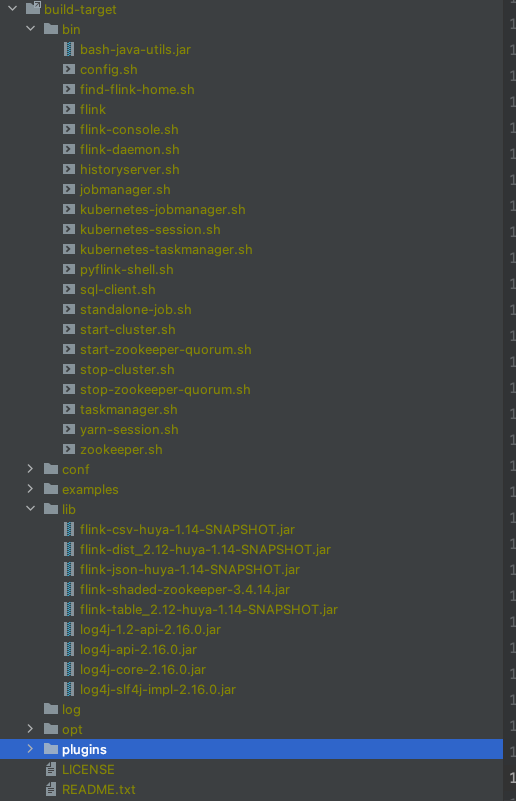 build-target
bin
bash-java-utils.jar
config.sh
find-flink-home.sh
flink
flink-console.sh
flink-daemon.sh
historyserver.sh
jobmanager.sh
kubernetes-jobmanager.sh
kubernetes-session.sh
kubernetes-taskmanager.sh
pyflink-shell.sh
sql-client.sh
standalone-job.sh
start-cluster.sh
start-zookeeper-quorum.sh
stop-cluster.sh
stop-zookeeper-quorum.sh
taskmanager.sh
yarn-session.sh
zookeeper.sh
conf
examples
lib
flink-csv-huya-1.14-SNAPSHOT.jar
flink-dist_2.12-huya-1.14-SNAPSHOT.jar
flink-json-huya-1.14-SNAPSHOT.jar
flink-shaded-zookeeper-3.4.14.jar
flink-table_2.12-huya-1.14-SNAPSHOT.jar
log4j-1.2-api-2.16.0.jar
log4j-api-2.16.0.jar
log4j-core-2.16.0.jar
log4j-slf4j-impl-2.16.0.jar
log
opt
plugins
LICENSE
README.txt